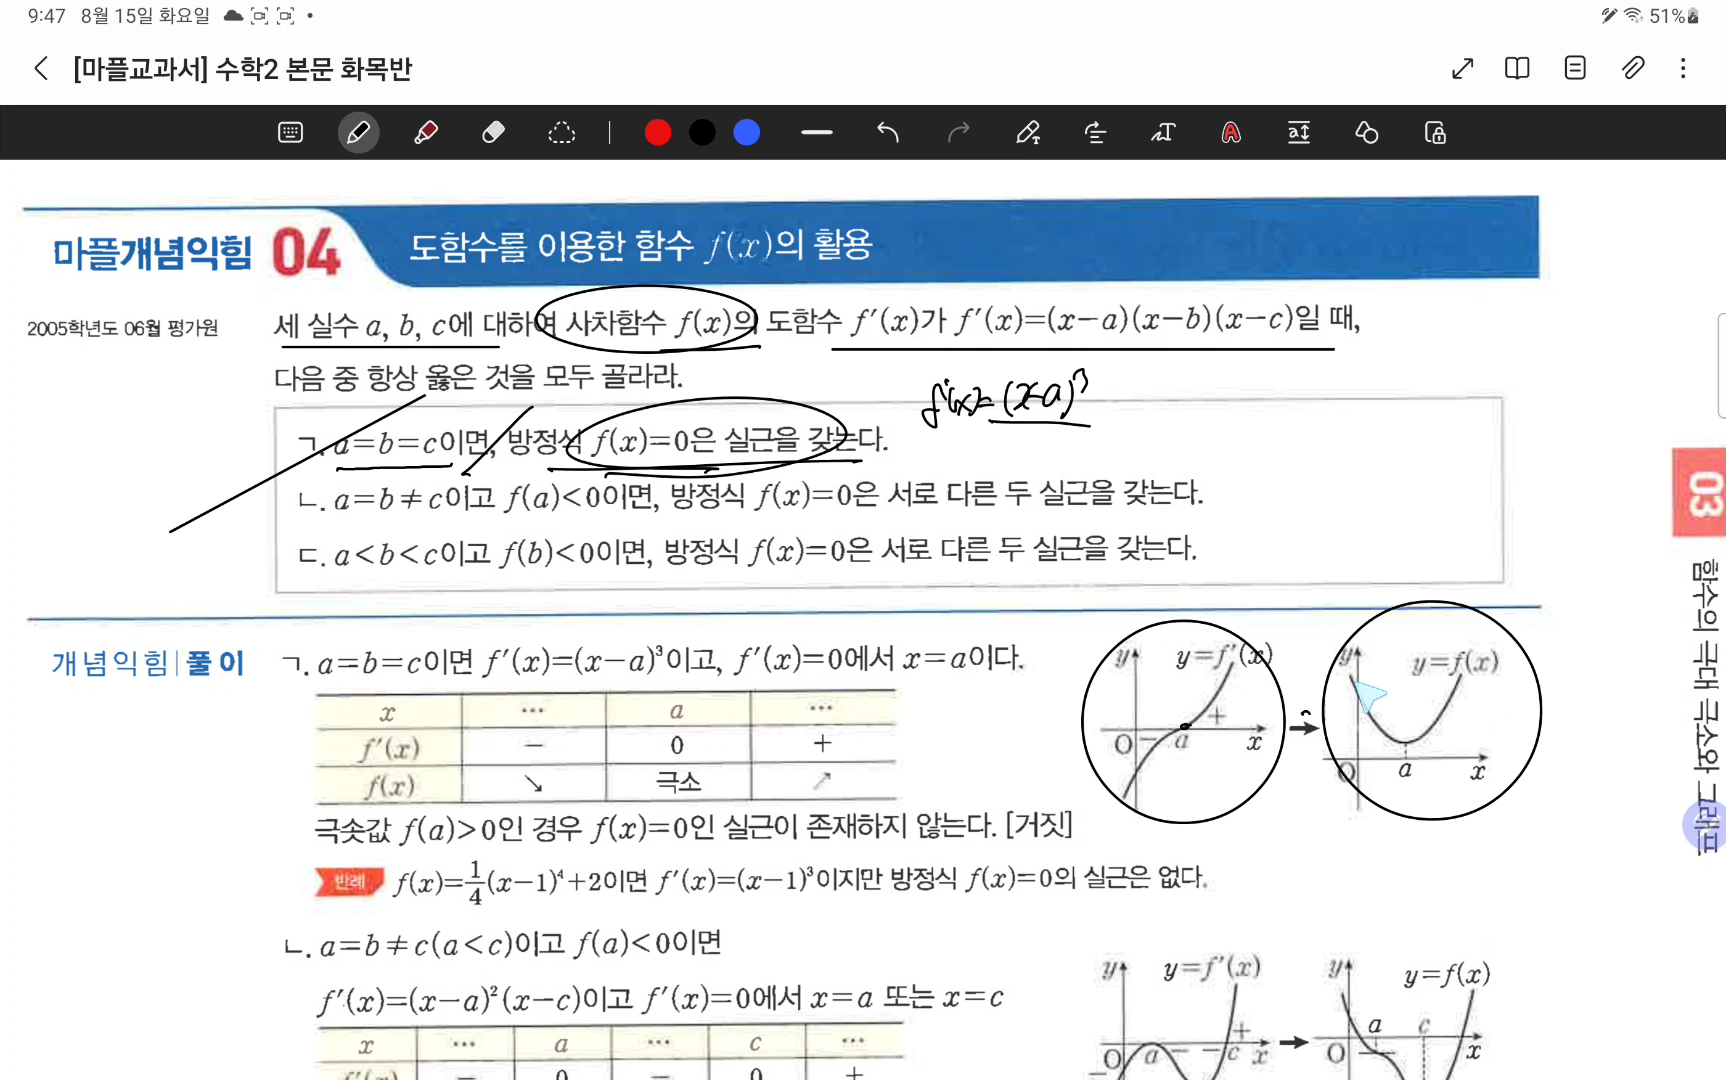 9:47 8월 15일 화요일
51%
[마플교과서] 수학2 본문 화목반
마플개념익힘 04 도함수를 이용한 함수 f(x)의 활용
2005학년도 06월 평가원
세 실수 a, b, c에 대하여 사차함수 f(x)의 도함수 f′(x)가 f′(x)=(x−a)(x−b)(x−c)일 때,
다음 중 항상 옳은 것을 모두 골라라.
f'(x)=(x-a)³
ㄱ. a=b=c이면, 방정식 f(x)=0은 실근을 갖는다.
ㄴ. a=b≠c이고 f(a)<0이면, 방정식 f(x)=0은 서로 다른 두 실근을 갖는다.
ㄷ. a<b<c이고 f(b)<0이면, 방정식 f(x)=0은 서로 다른 두 실근을 갖는다.
03
함수의 극대 극소와 그래프
개념익힘|풀이
ㄱ. a=b=c이면 f′(x)=(x−a)³이고, f′(x)=0에서 x=a이다.
x … a …
f′(x) − 0 +
f(x) ↘ 극소 ↗
y y=f′(x) + O − a x
y y=f(x) O a x
극솟값 f(a)>0인 경우 f(x)=0인 실근이 존재하지 않는다. [거짓]
반례 f(x)=1/4(x−1)⁴+2이면 f′(x)=(x−1)³이지만 방정식 f(x)=0의 실근은 없다.
ㄴ. a=b≠c(a<c)이고 f(a)<0이면
f′(x)=(x−a)²(x−c)이고 f′(x)=0에서 x=a 또는 x=c
x … a … c …
f′(x) − 0 − 0 +
y y=f′(x) + O a − − c x −
y y=f(x) a c O x